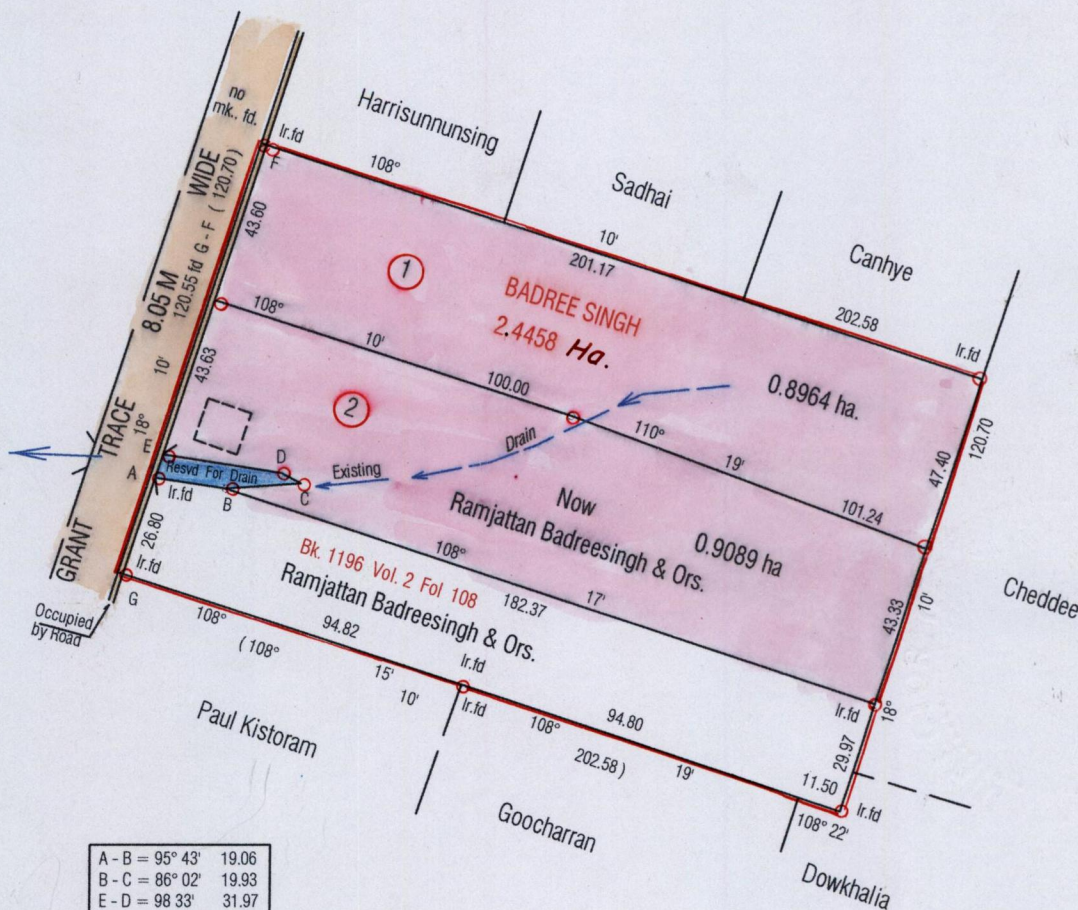 no
mk.. fd.
GRANT TRACE 8.05 M WIDE
18° 10' 120.55 fd G - F ( 120.70 )
Harrisunnunsing
Sadhai
Canhye
Ir.fd
F
108° 10'
201.17
202.58
Ir.fd
43.60
1
BADREE SINGH
2.4458 Ha.
0.8964 ha.
120.70
47.40
108° 10'
100.00
110° 19'
101.24
43.63
2
Existing Drain
Now
Ramjattan Badreesingh & Ors.
0.9089 ha
Cheddee
E
A
D
C
B
Resvd For Drain
Ir.fd
26.80
108° 17'
182.37
43.33
10'
18°
Ir.fd
Bk. 1196 Vol. 2 Fol 108
Ramjattan Badreesingh & Ors.
Ir.fd
G
Occupied
by Road
108° 15'
94.82
( 108° 10' 202.58 )
Ir.fd
Ir.fd
108° 19'
94.80
29.97
11.50
Ir.fd
108° 22'
Paul Kistoram
Goocharran
Dowkhalia
A - B = 95° 43' 19.06
B - C = 86° 02' 19.93
E - D = 98 33' 31.97